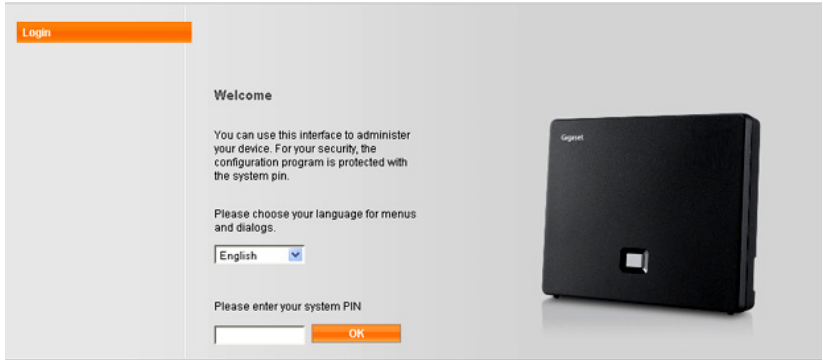 Login
Welcome
You can use this interface to administer
your device. For your security, the
configuration program is protected with
the system pin.
Gigaset
Please choose your language for menus
and dialogs.
English
Please enter your system PIN
OK